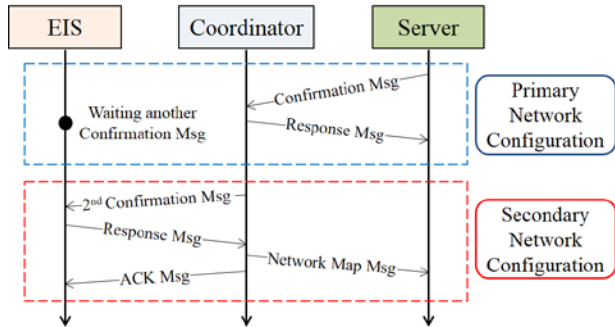 EIS
Coordinator
Server
Confirmation Msg
Waiting another
Confirmation Msg
Response Msg
Primary
Network
Configuration
2nd Confirmation Msg
Response Msg
Network Map Msg
ACK Msg
Secondary
Network
Configuration